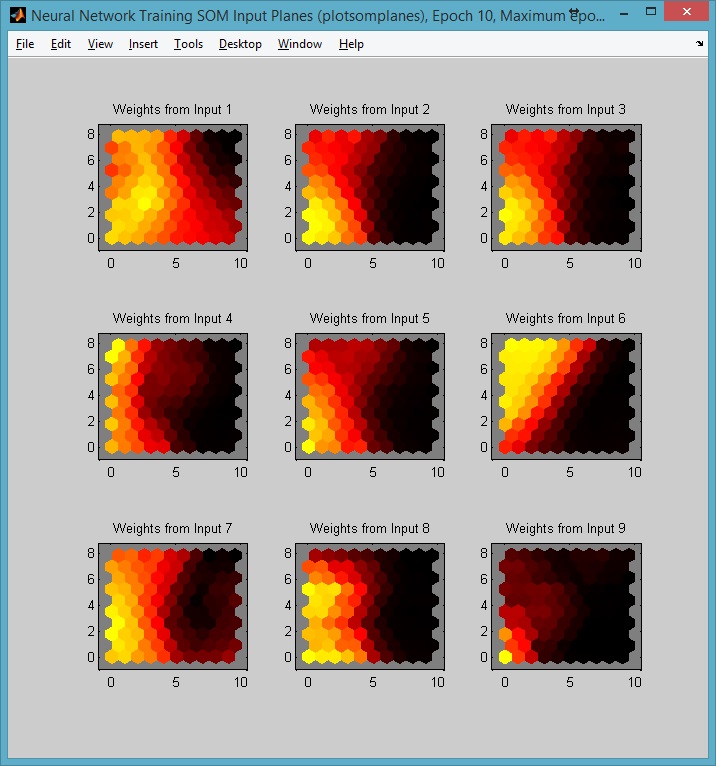 Neural Network Training SOM Input Planes (plotsomplanes), Epoch 10, Maximum epo...
File Edit View Insert Tools Desktop Window Help
Weights from Input 1
8
6
4
2
0
0 5 10
Weights from Input 2
8
6
4
2
0
0 5 10
Weights from Input 3
8
6
4
2
0
0 5 10
Weights from Input 4
8
6
4
2
0
0 5 10
Weights from Input 5
8
6
4
2
0
0 5 10
Weights from Input 6
8
6
4
2
0
0 5 10
Weights from Input 7
8
6
4
2
0
0 5 10
Weights from Input 8
8
6
4
2
0
0 5 10
Weights from Input 9
8
6
4
2
0
0 5 10